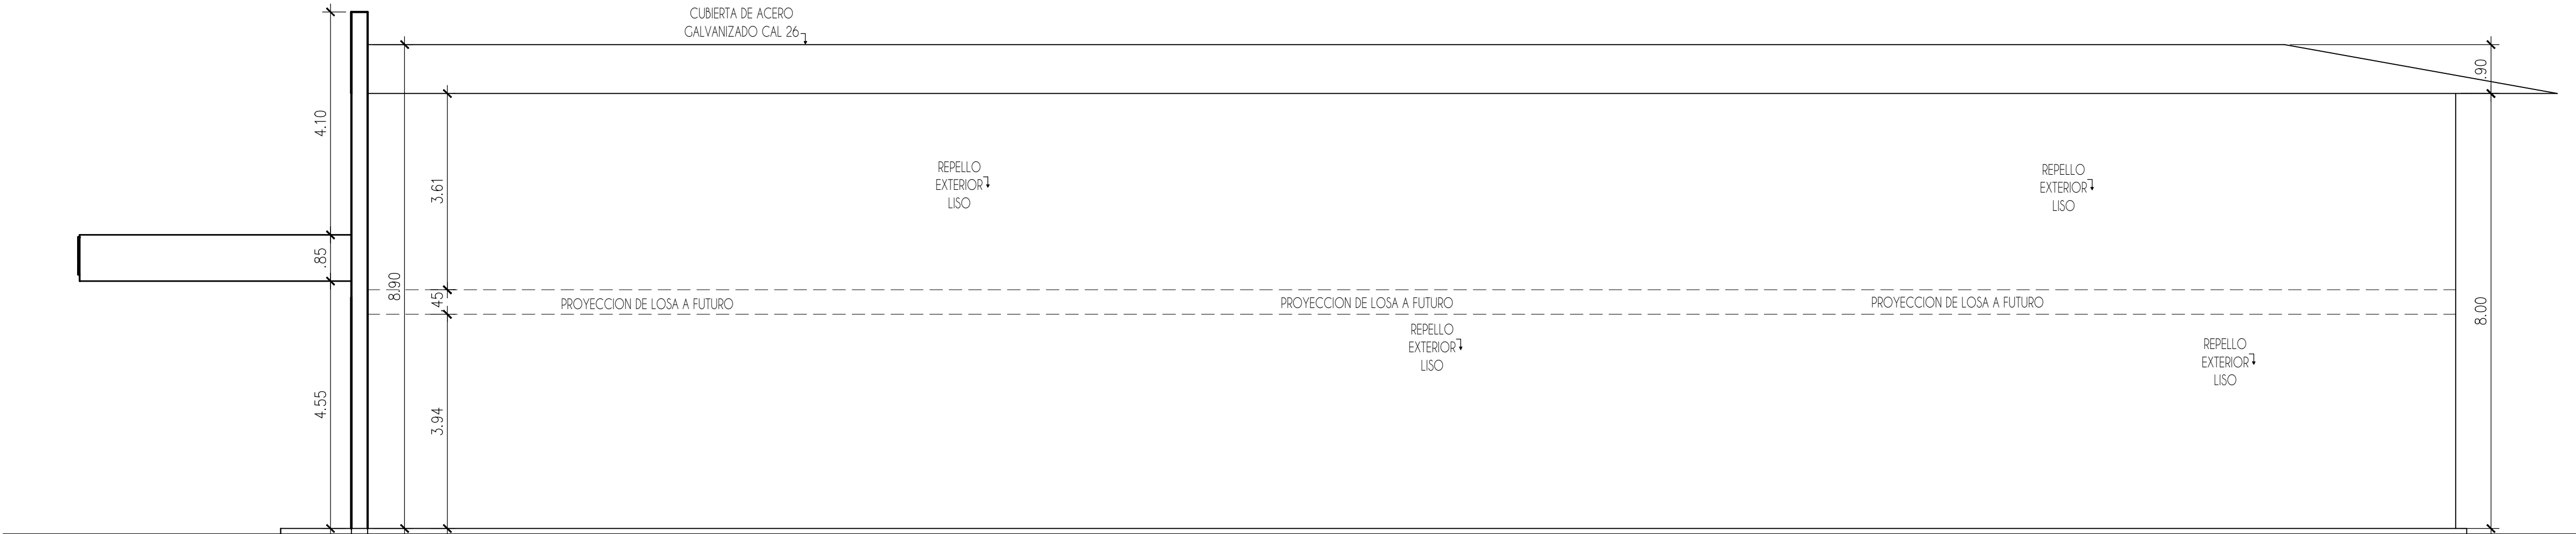 CUBIERTA DE ACERO
GALVANIZADO CAL 26
.90
4.10
3.61
REPELLO
EXTERIOR
LISO
REPELLO
EXTERIOR
LISO
.85
8.90
.45
PROYECCION DE LOSA A FUTURO
PROYECCION DE LOSA A FUTURO
PROYECCION DE LOSA A FUTURO
8.00
REPELLO
EXTERIOR
LISO
REPELLO
EXTERIOR
LISO
4.55
3.94